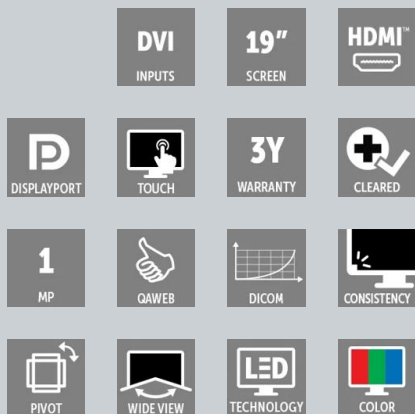 DVI
INPUTS
19"
SCREEN
HDMI™
DISPLAYPORT
TOUCH
3Y
WARRANTY
CLEARED
1
MP
QAWEB
DICOM
CONSISTENCY
PIVOT
WIDE VIEW
LED
TECHNOLOGY
COLOR